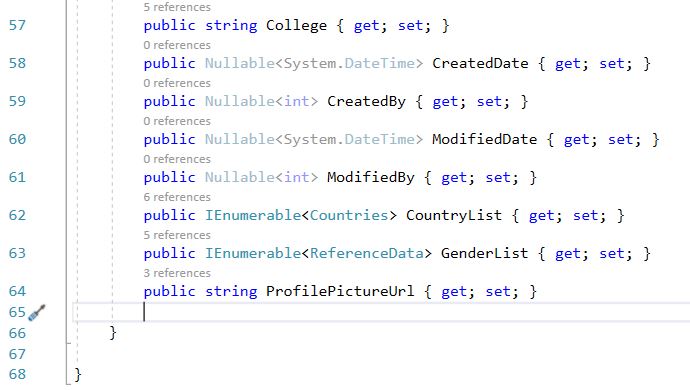 5 references
57 public string College { get; set; }
0 references
58 public Nullable<System.DateTime> CreatedDate { get; set; }
0 references
59 public Nullable<int> CreatedBy { get; set; }
0 references
60 public Nullable<System.DateTime> ModifiedDate { get; set; }
0 references
61 public Nullable<int> ModifiedBy { get; set; }
6 references
62 public IEnumerable<Countries> CountryList { get; set; }
5 references
63 public IEnumerable<ReferenceData> GenderList { get; set; }
3 references
64 public string ProfilePictureUrl { get; set; }
65
66 }
67
68 }